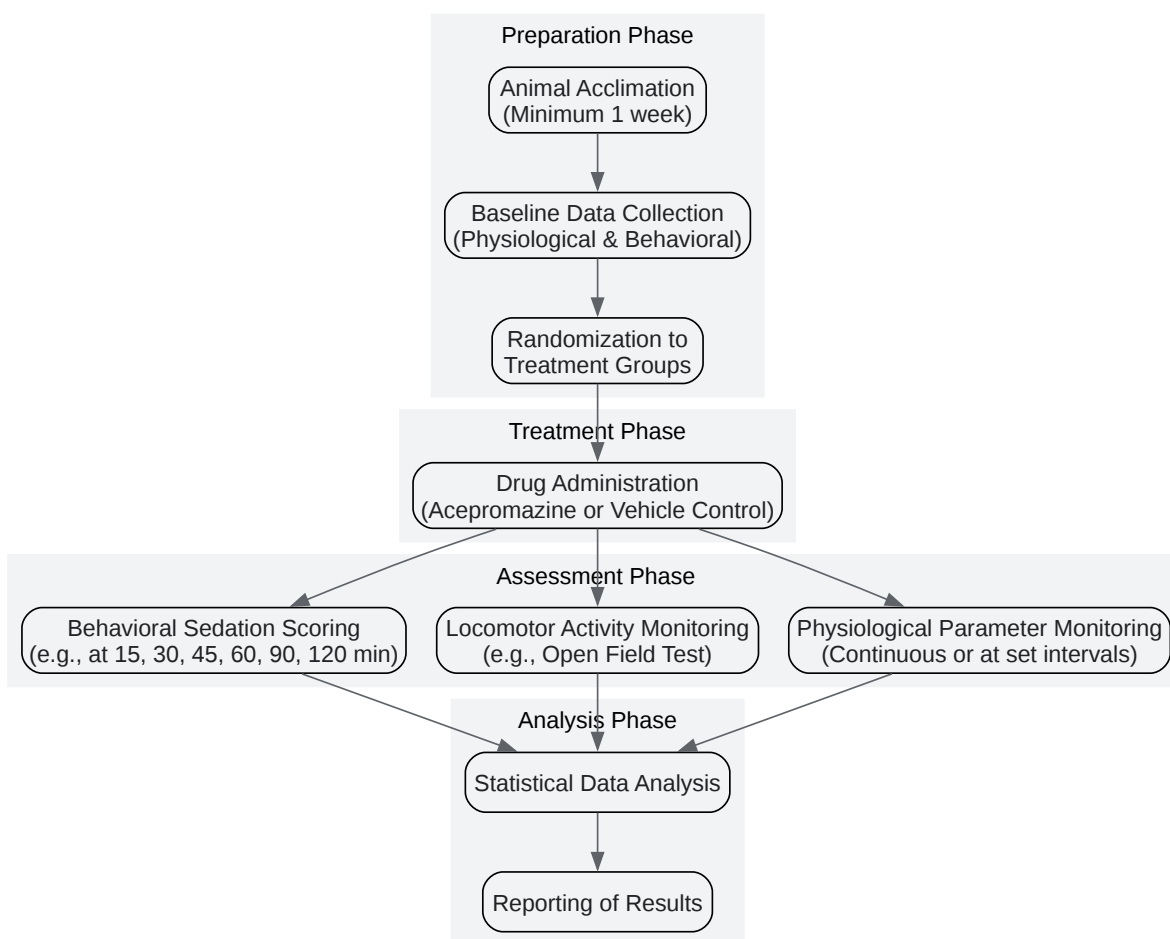 Preparation Phase
Animal Acclimation
(Minimum 1 week)
Baseline Data Collection
(Physiological & Behavioral)
Randomization to
Treatment Groups
Treatment Phase
Drug Administration
(Acepromazine or Vehicle Control)
Assessment Phase
Behavioral Sedation Scoring
(e.g., at 15, 30, 45, 60, 90, 120 min)
Locomotor Activity Monitoring
(e.g., Open Field Test)
Physiological Parameter Monitoring
(Continuous or at set intervals)
Analysis Phase
Statistical Data Analysis
Reporting of Results